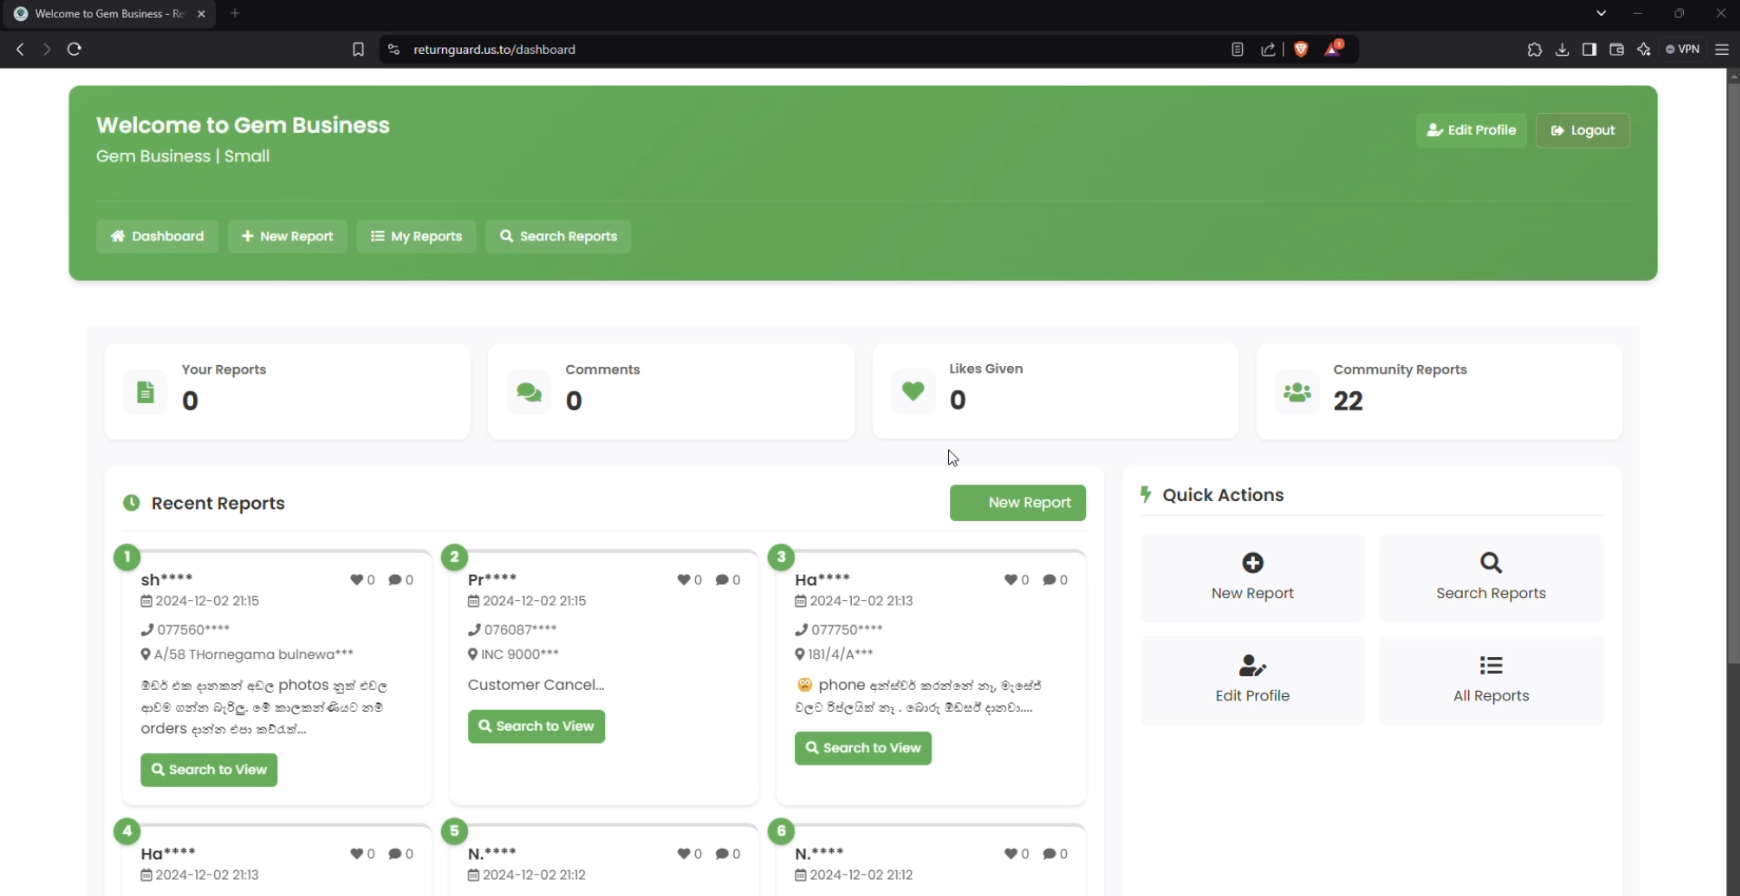 Welcome to Gem Business - Re
returnguard.us.to/dashboard
VPN
Welcome to Gem Business
Gem Business | Small
Edit Profile
Logout
Dashboard
New Report
My Reports
Search Reports
Your Reports
0
Comments
0
Likes Given
0
Community Reports
22
Recent Reports
New Report
1
sh****
0 0
2024-12-02 21:15
077560****
A/58 THornegama bulnewa***
ඕඩර් එක දානකන් අඩල photos නුත් එවල
ආවම ගන්න බැරිලු. මේ කාලකන්ණියට නම්
orders දාන්න එපා කව්රුත්...
Search to View
2
Pr****
0 0
2024-12-02 21:15
076087****
INC 9000***
Customer Cancel...
Search to View
3
Ha****
0 0
2024-12-02 21:13
077750****
181/4/A***
😕 phone අන්ස්වර් කරන්නේ නෑ, මැසේජ්
වලට රිප්ලයිත් නෑ . බොරු ඕඩසර් දානවා....
Search to View
4
Ha****
0 0
2024-12-02 21:13
5
N.****
0 0
2024-12-02 21:12
6
N.****
0 0
2024-12-02 21:12
Quick Actions
New Report
Search Reports
Edit Profile
All Reports